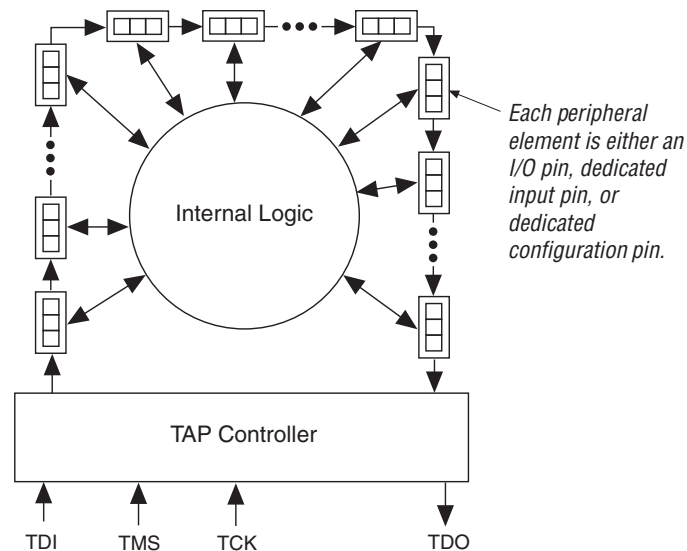 Each peripheral
element is either an
I/O pin, dedicated
input pin, or
dedicated
configuration pin.
Internal Logic
TAP Controller
TDI TMS TCK TDO